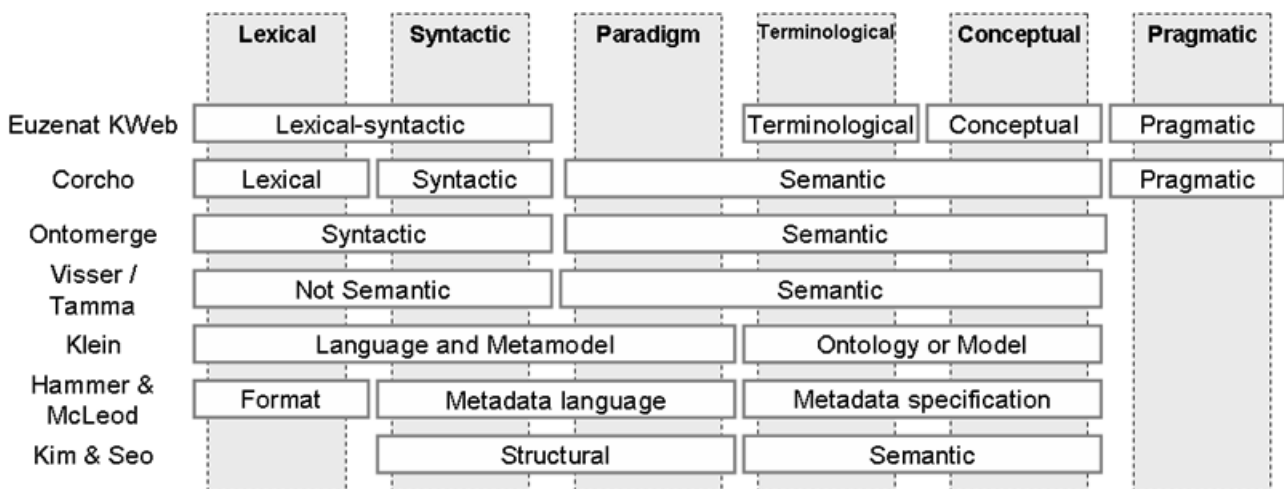 Lexical Syntactic Paradigm Terminological Conceptual Pragmatic
Euzenat KWeb Lexical-syntactic Terminological Conceptual Pragmatic
Corcho Lexical Syntactic Semantic Pragmatic
Ontomerge Syntactic Semantic
Visser /
Tamma Not Semantic Semantic
Klein Language and Metamodel Ontology or Model
Hammer &
McLeod Format Metadata language Metadata specification
Kim & Seo Structural Semantic